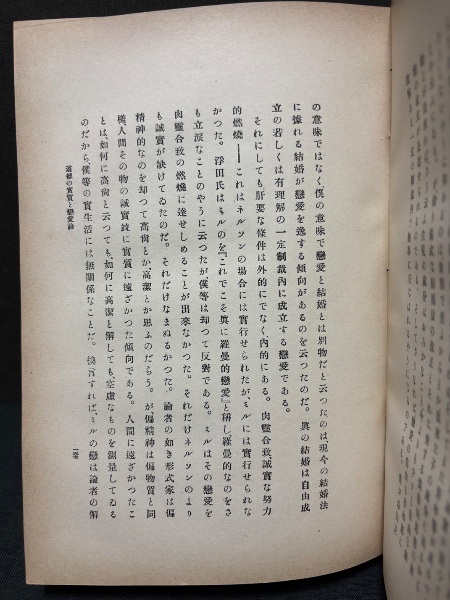 の意味ではなく僕の意味で戀愛と結婚とは別物だと云つたのは、現今の結婚法
に據れる結婚が戀愛を逸する傾向があるのを云つたのだ。眞の結婚は自由成
立の若しくは有理解の一定制裁內に成立する戀愛である。
それにしても肝要な條件は外的にでなく內的にある。肉靈合致、誠實な努力
的燃燒――これはネルソンの場合には實行せられたがミルには實行せられな
かつた。浮田氏はミルのを『これでこそ眞に羅曼的戀愛』と稱し羅曼的なのをさ
も立派なことのやうに云つたが僕等は却つて反對である。ミルはその戀愛を
肉靈合致の燃燒に達せしめることが出來なかつた。それだけネルソンのより
も誠實が缺けてゐたのだ。それだけなまぬるかつた。論者の如き形式家は偏
精神的なのを却つて高尙とか高潔とか思ふのだらう。が偏精神は偏物質と同
樣、人間その物の誠實並に實質に遠ざかつた傾向である。人間に遠ざかつたこ
とは、如何に高尙と云つても、如何に高潔と解しても、空虛なものを測量してゐる
のだから僕等の實生活には無關係なことだ。換言すれば、ミルの戀は論者の解
道德の實質と戀愛論